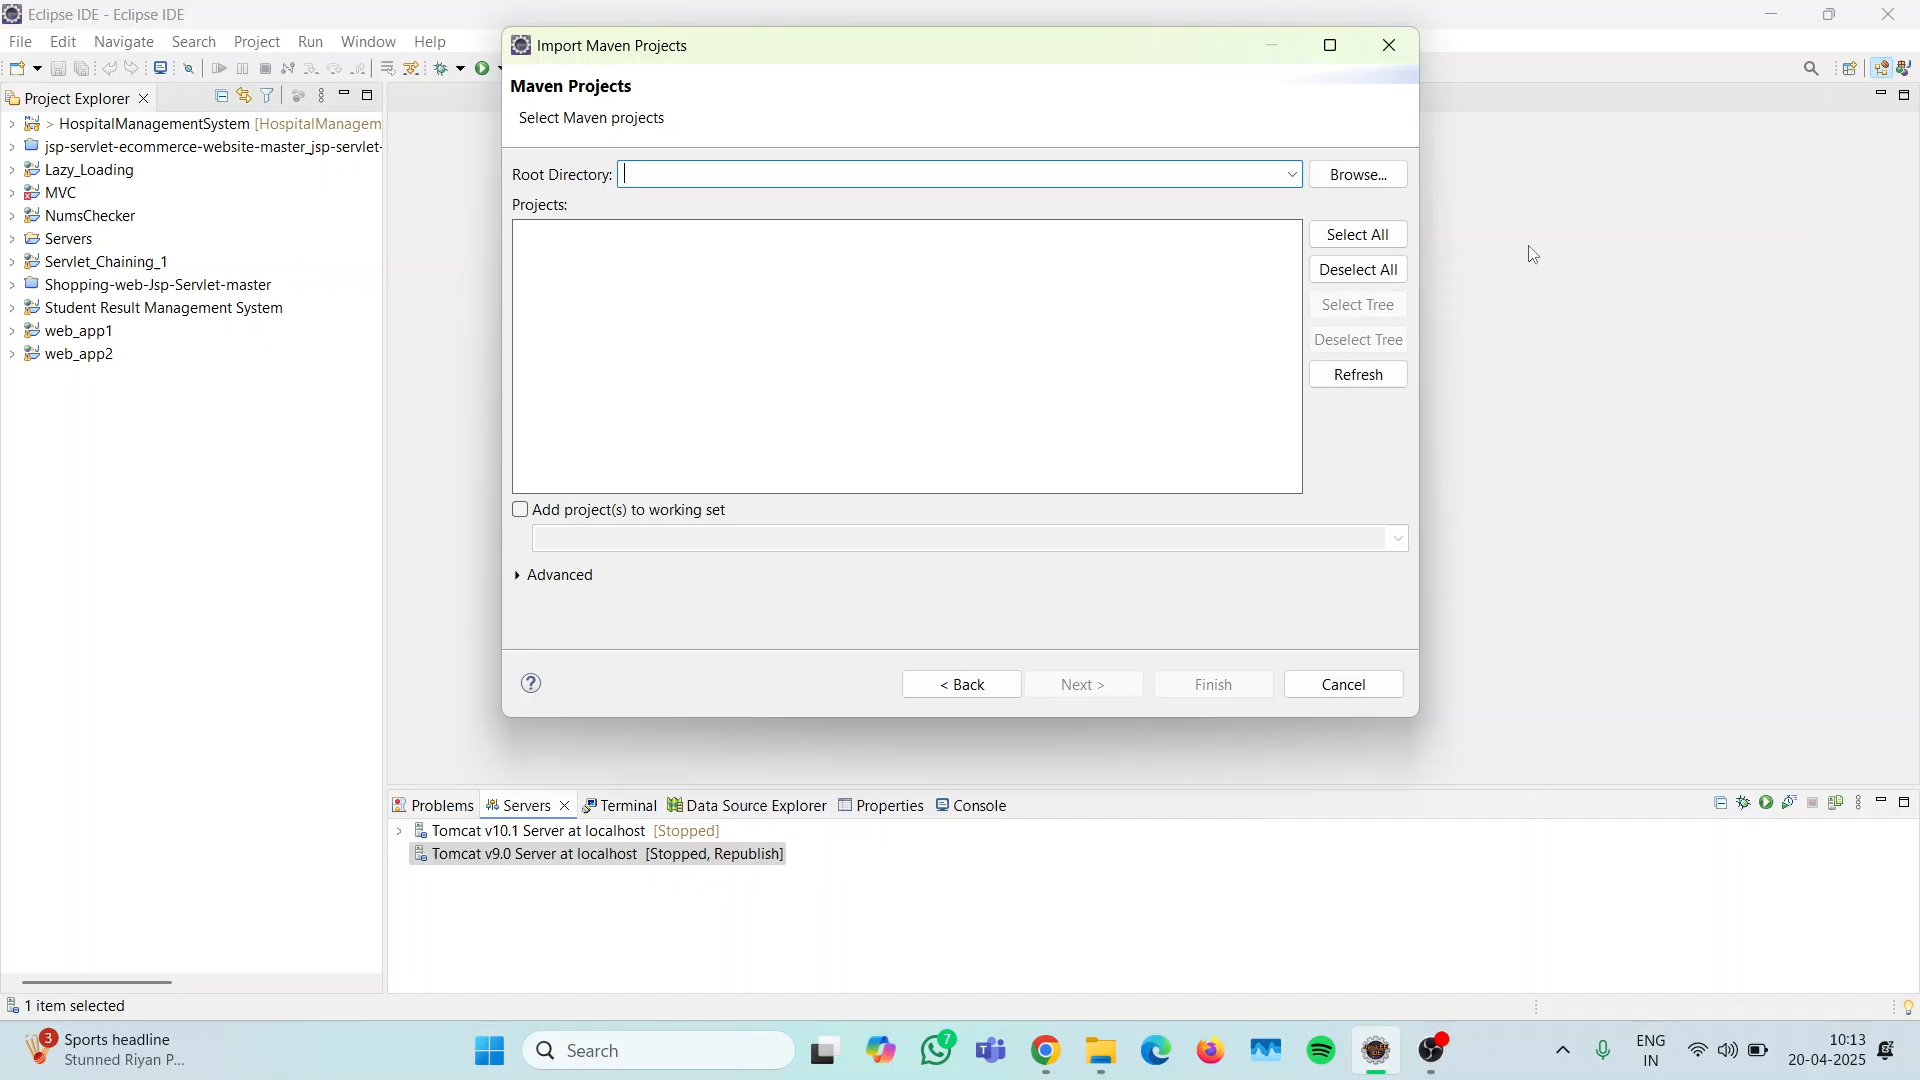 Eclipse IDE - Eclipse IDE
File Edit Navigate Search Project Run Window Help
Project Explorer
> HospitalManagementSystem [HospitalManagem
jsp-servlet-ecommerce-website-master_jsp-servlet-
Lazy_Loading
MVC
NumsChecker
Servers
Servlet_Chaining_1
Shopping-web-Jsp-Servlet-master
Student Result Management System
web_app1
web_app2
Import Maven Projects
Maven Projects
Select Maven projects
Root Directory:
Browse...
Projects:
Select All
Deselect All
Select Tree
Deselect Tree
Refresh
Add project(s) to working set
Advanced
?
< Back Next > Finish Cancel
Problems Servers Terminal Data Source Explorer Properties Console
Tomcat v10.1 Server at localhost [Stopped]
Tomcat v9.0 Server at localhost [Stopped, Republish]
1 item selected
3
Sports headline
Stunned Riyan P...
Search
7
ENG
IN
10:13
20-04-2025